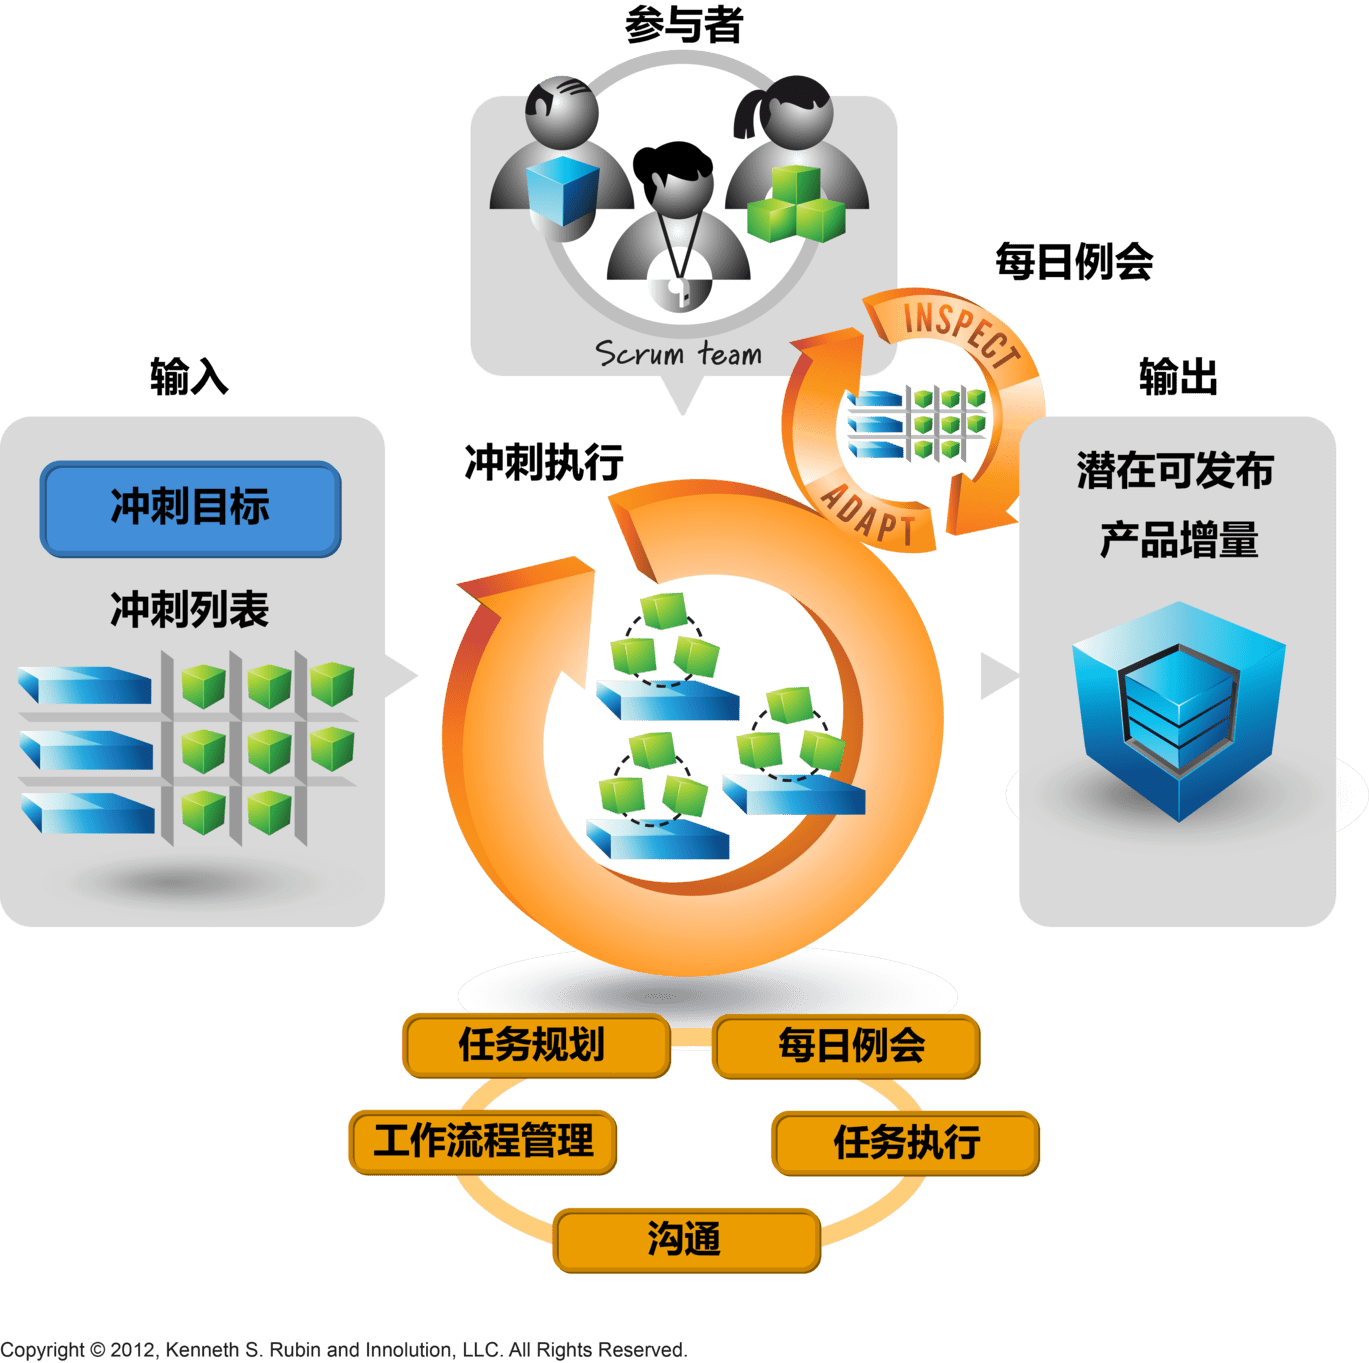 参与者
Scrum team
每日例会
INSPECT
ADAPT
输入
冲刺目标
冲刺列表
冲刺执行
输出
潜在可发布
产品增量
任务规划
每日例会
工作流程管理
任务执行
沟通
Copyright © 2012, Kenneth S. Rubin and Innolution, LLC. All Rights Reserved.